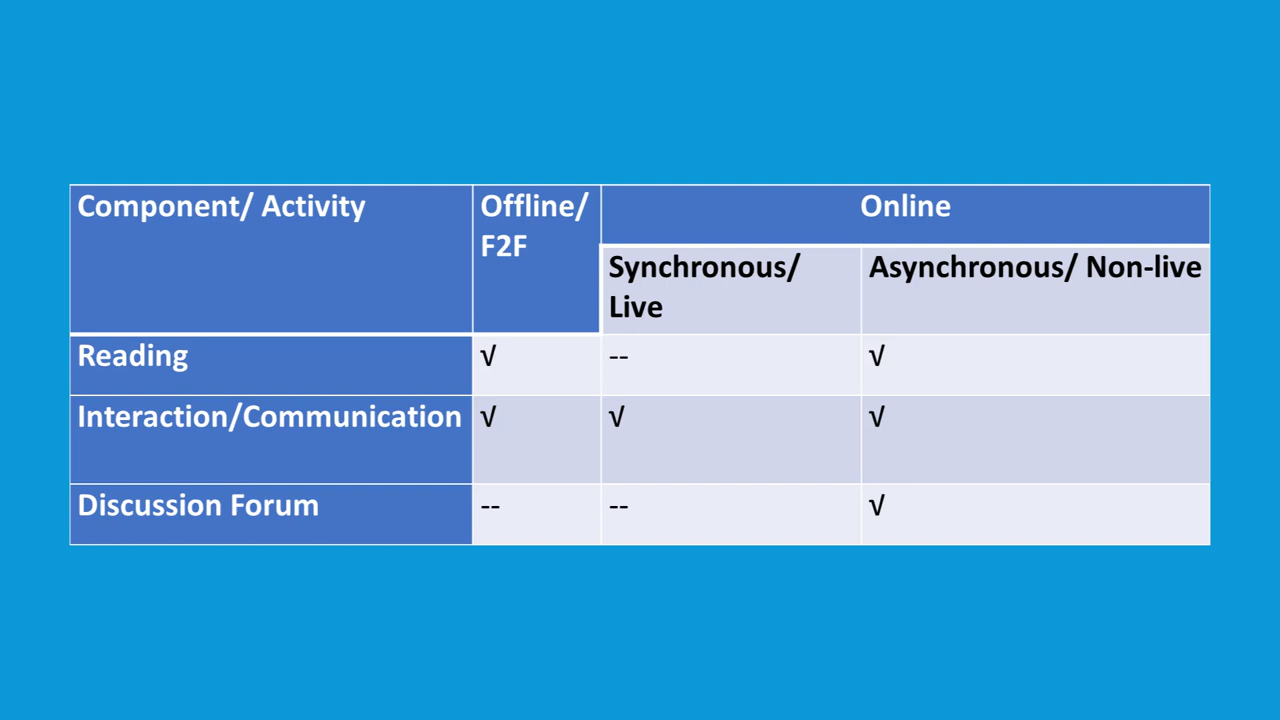 Component/ Activity
Offline/
F2F
Online
Synchronous/
Live
Asynchronous/ Non-live
Reading √ -- √
Interaction/Communication √ √ √
Discussion Forum -- -- √